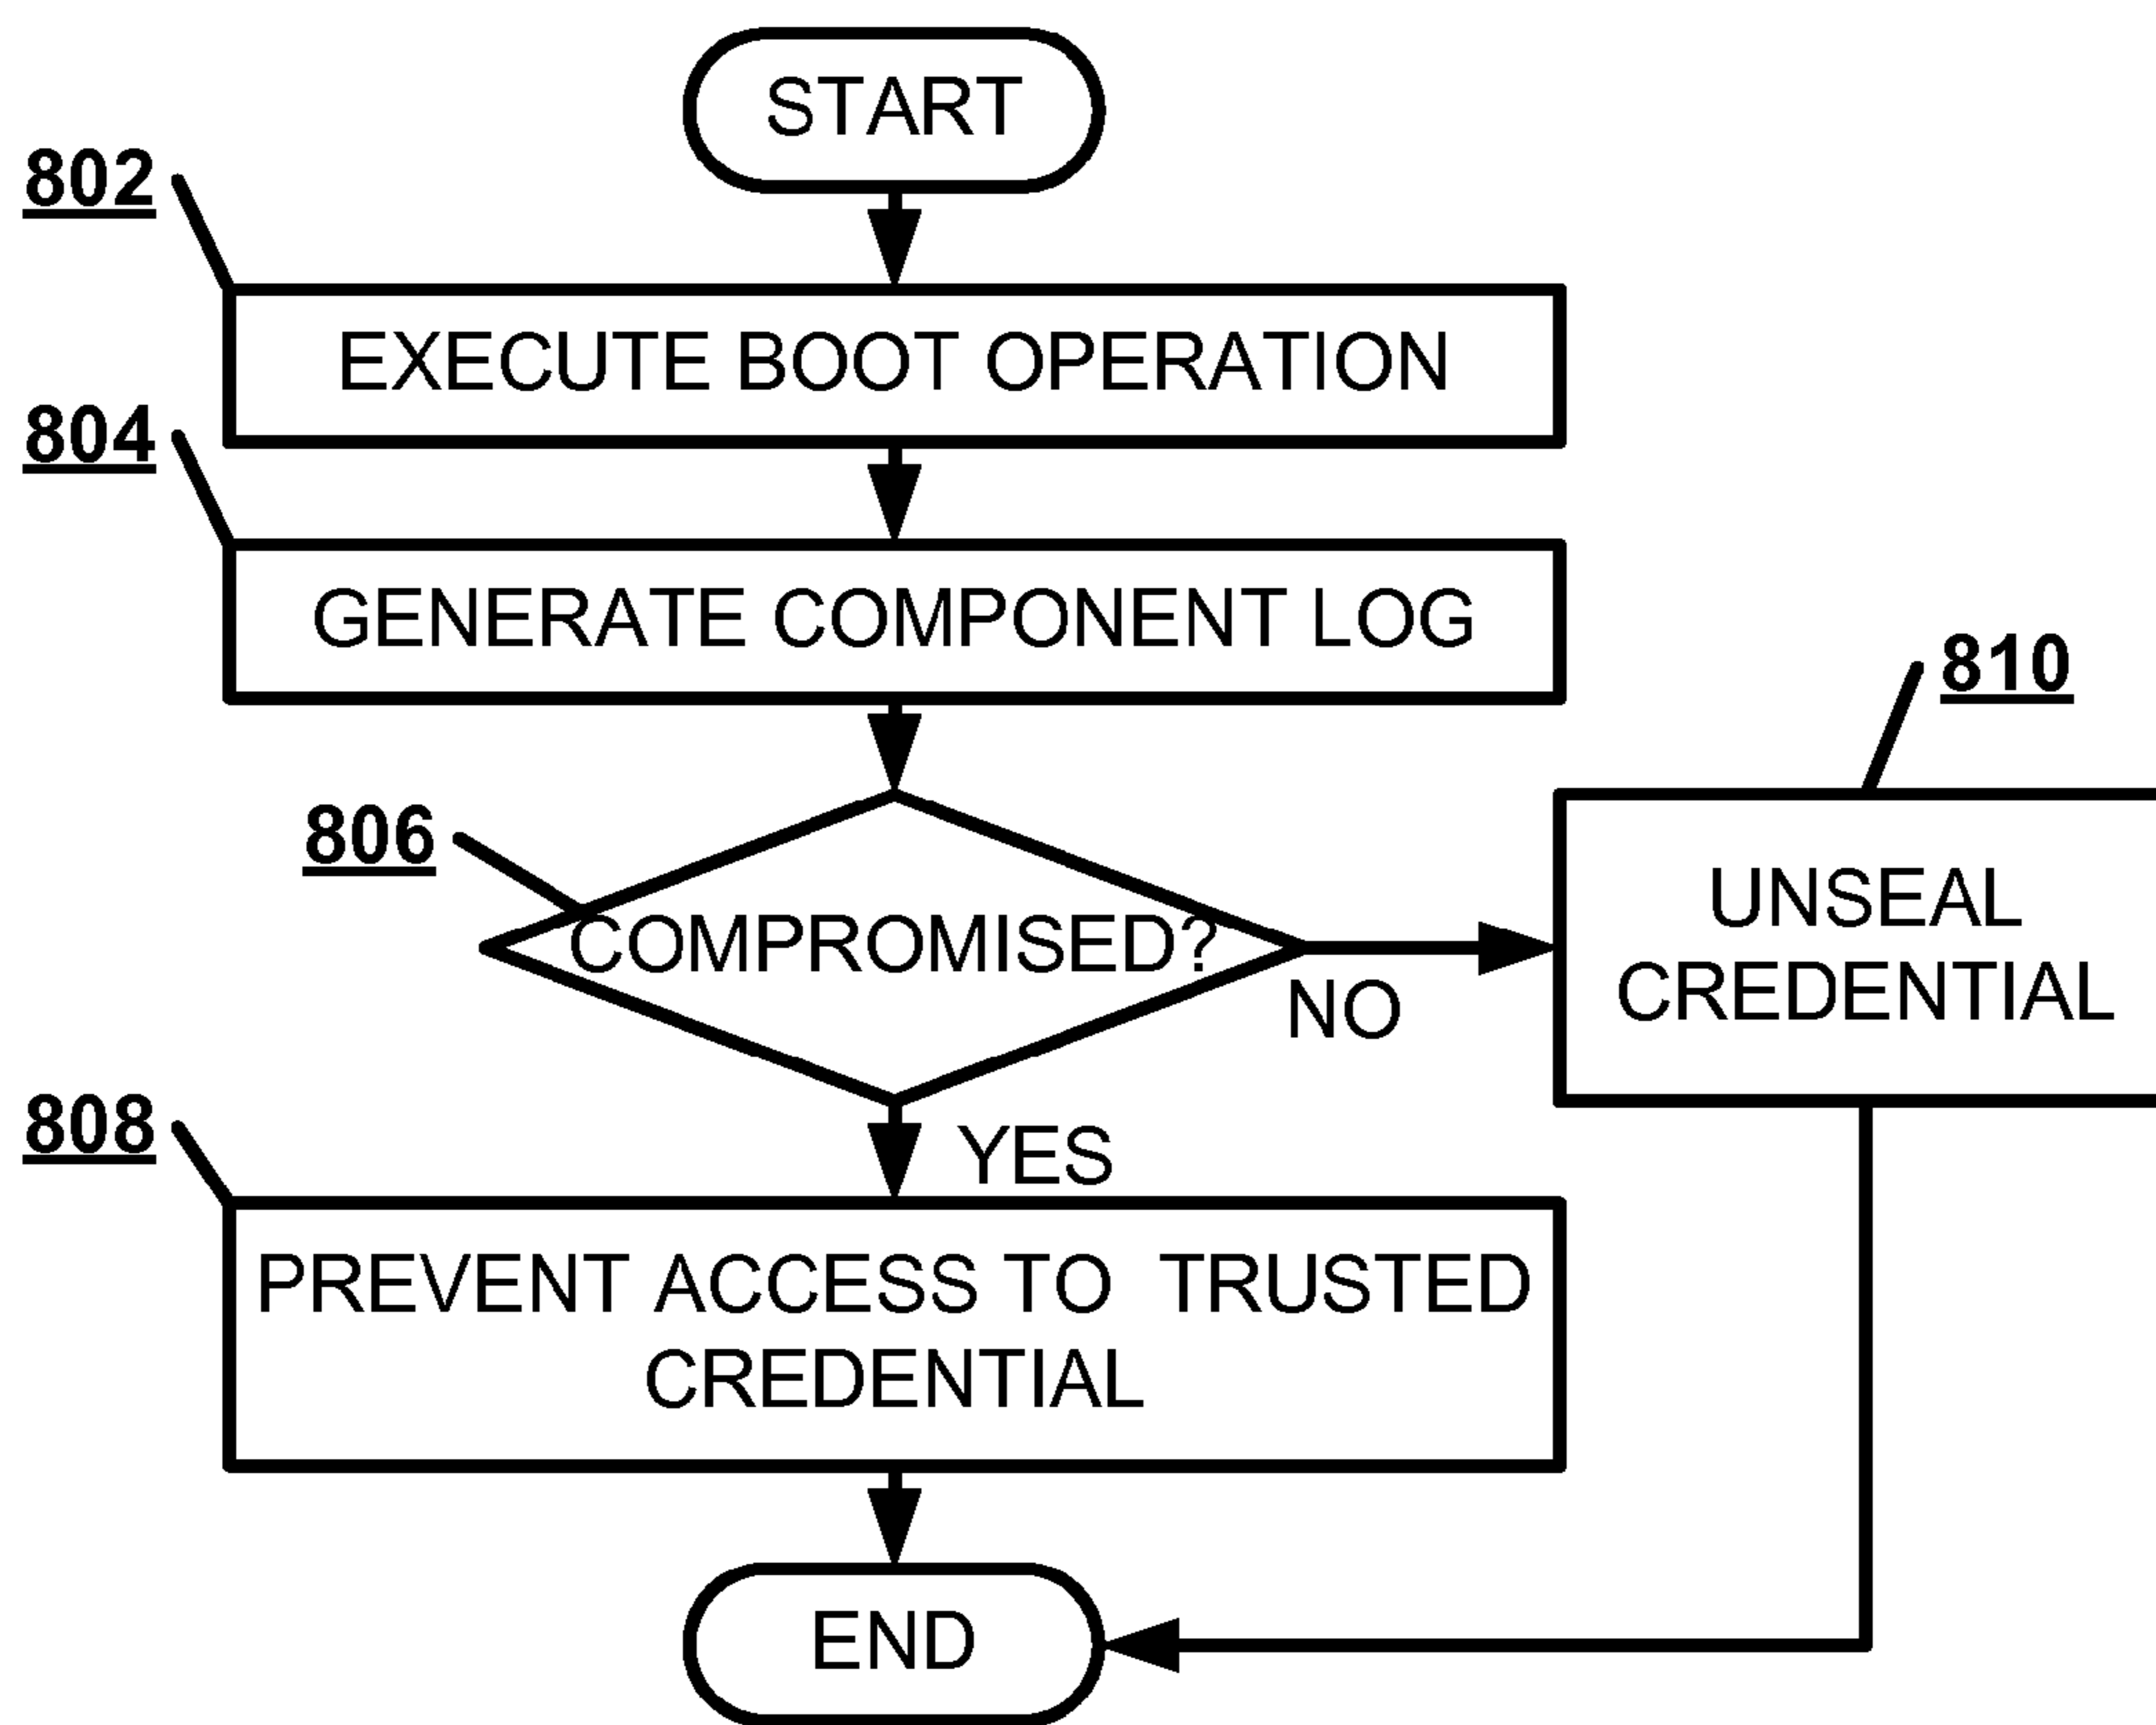 START
802
EXECUTE BOOT OPERATION
804
GENERATE COMPONENT LOG
810
806
COMPROMISED?
NO
UNSEAL
CREDENTIAL
808
YES
PREVENT ACCESS TO TRUSTED
CREDENTIAL
END